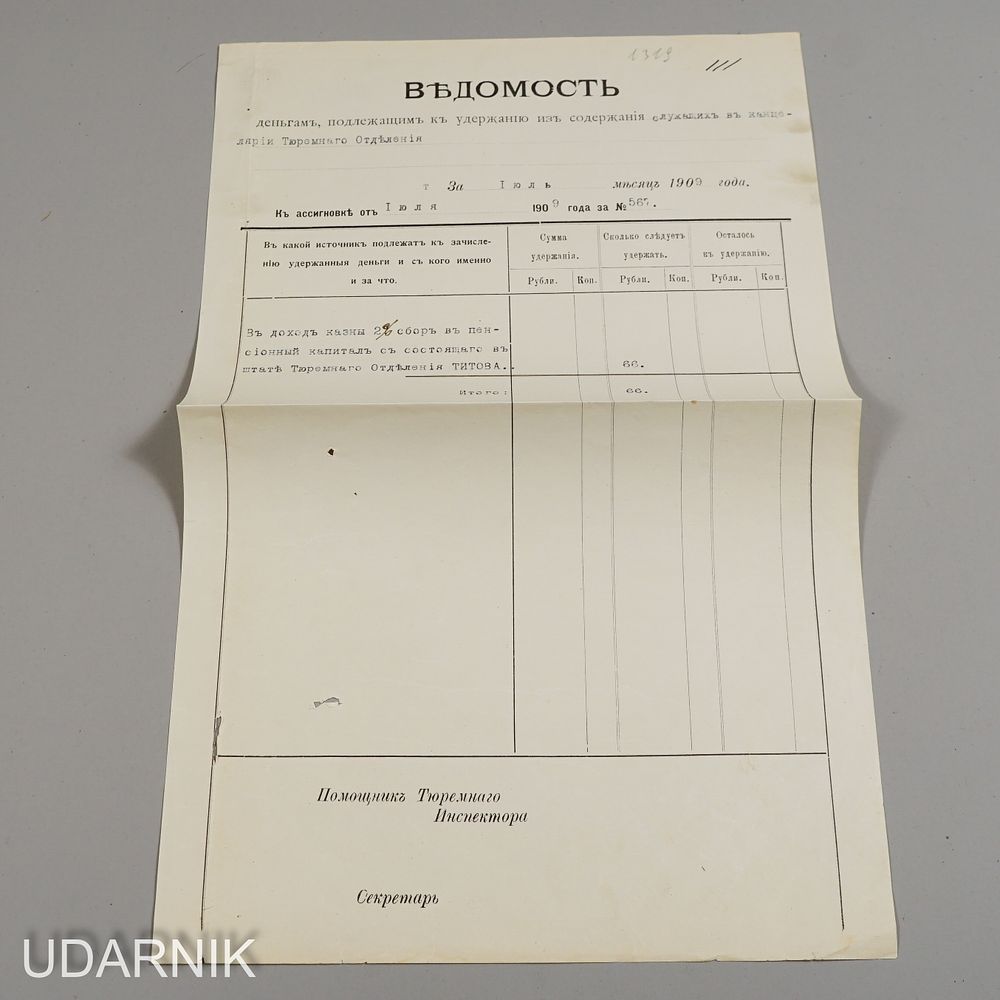 1319
111
ВѢДОМОСТЬ
деньгамъ, подлежащимъ къ удержанію изъ содержанія служащихъ въ канце-
ляріи Тюремнаго Отдѣленія
т За Іюль мѣсяцъ 1909 года.
Къ ассигновкѣ отъ Іюля 1909 года за № 567.
Въ какой источникъ подлежатъ къ зачисле-
нію удержанныя деньги и съ кого именно
и за что.
Сумма
удержанія.
Сколько слѣдуетъ
удержать.
Осталось
къ удержанію.
Рубли. Коп. Рубли. Коп. Рубли. Коп.
Въ доход казны 2% сборъ въ пен-
сіонный капиталъ съ состоящаго въ
штатѣ Тюремнаго Отдѣленія ТИТОВА.. 66.
Итого: 66.
Помощникъ Тюремнаго
Инспектора
Секретарь
UDARNIK